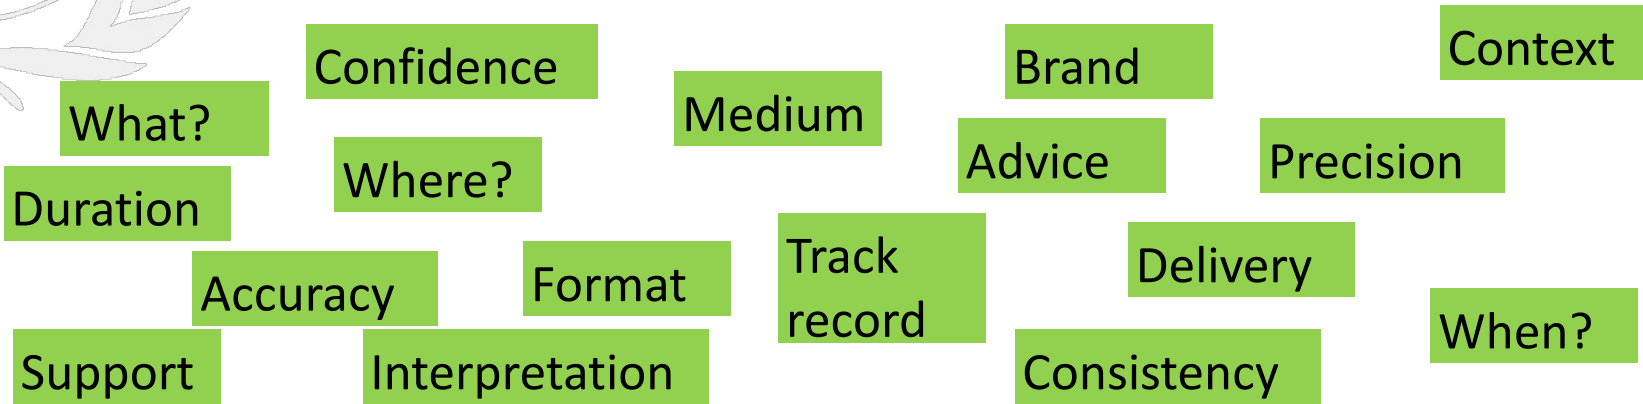 Context
Confidence
Brand
Medium
What?
Advice
Precision
Where?
Duration
Track
record
Delivery
Format
Accuracy
When?
Support
Interpretation
Consistency